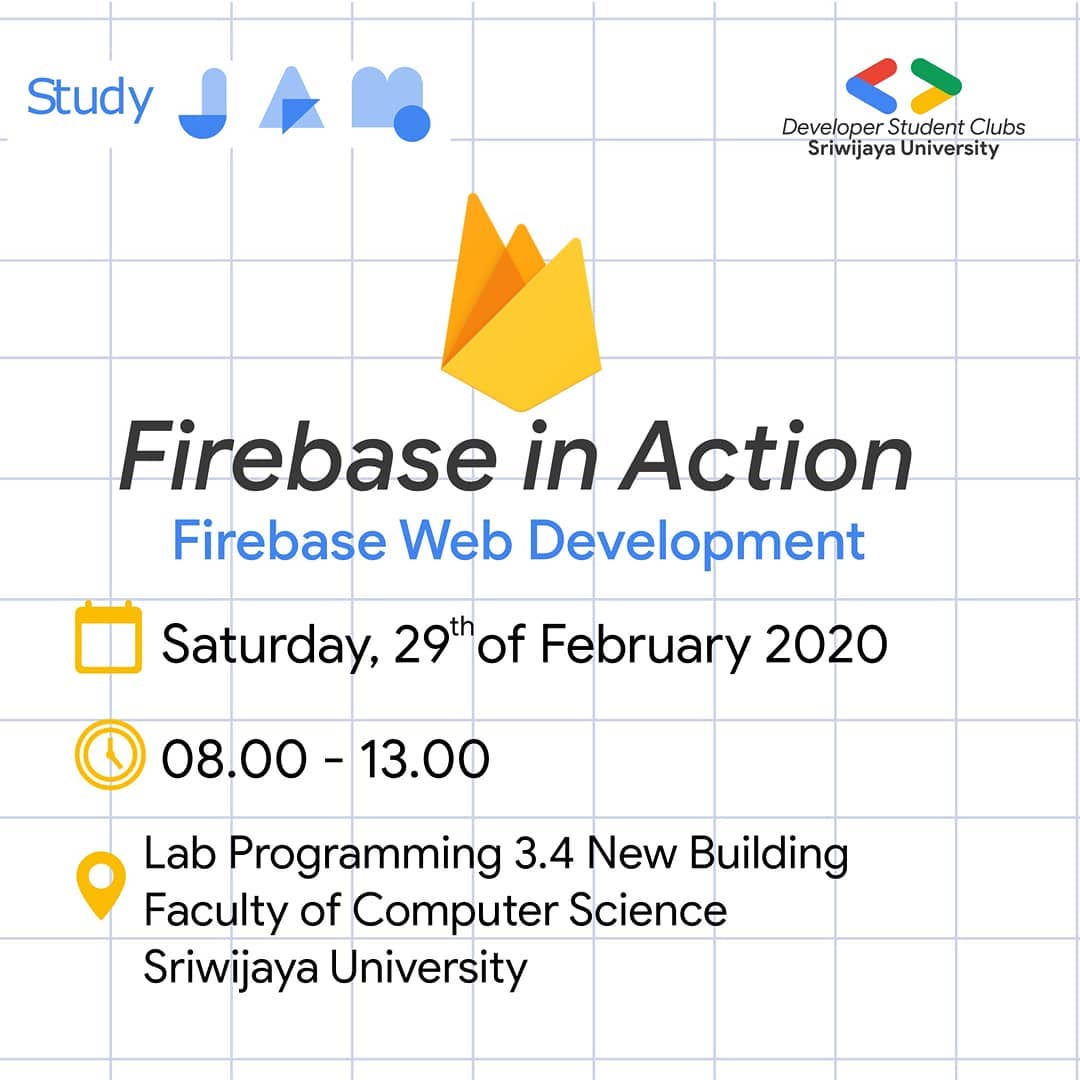 Study JAM
Developer Student Clubs
Sriwijaya University
Firebase in Action
Firebase Web Development
Saturday, 29th of February 2020
08.00 - 13.00
Lab Programming 3.4 New Building
Faculty of Computer Science
Sriwijaya University